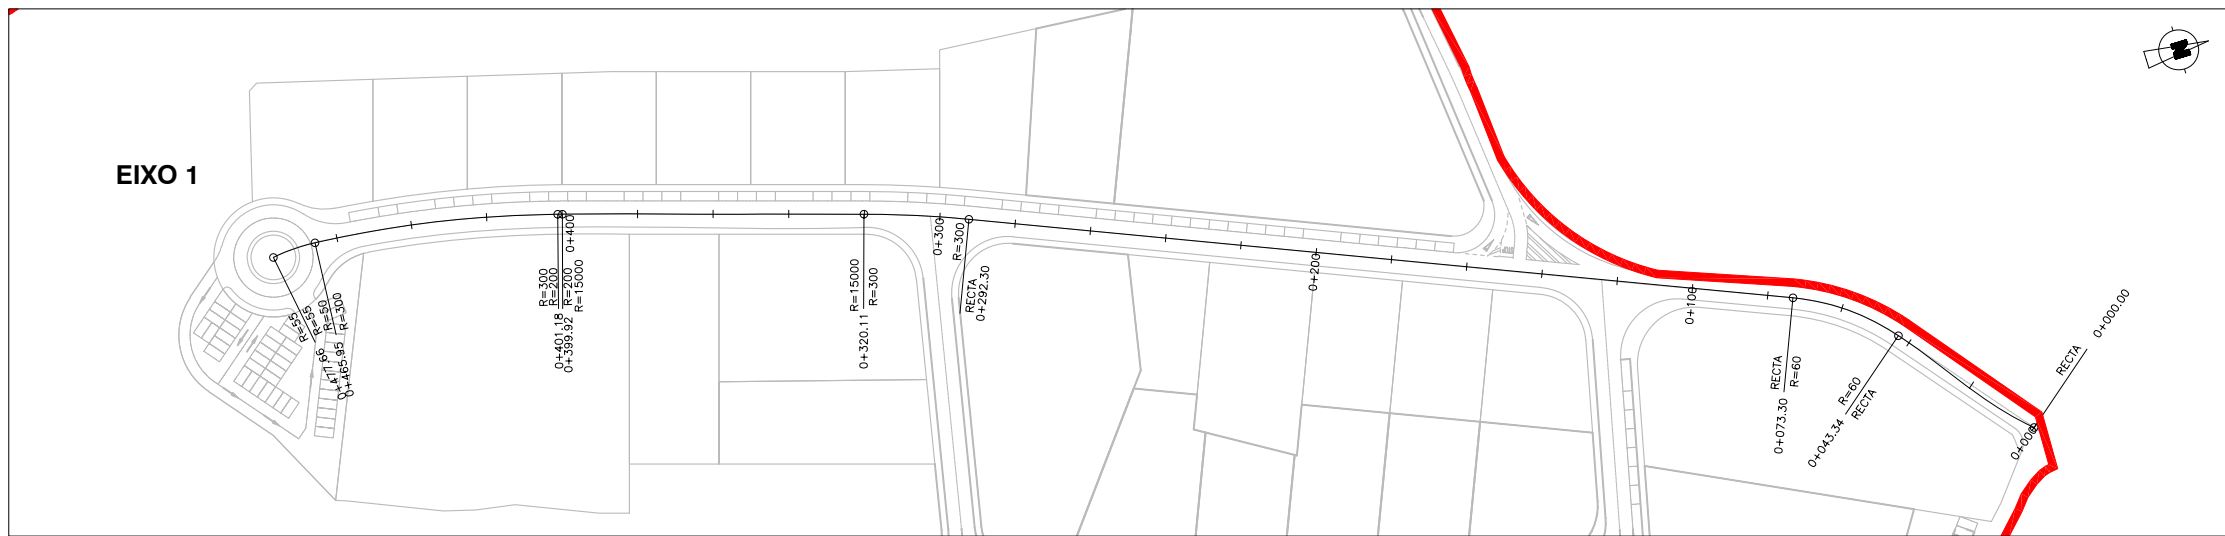 EIXO 1
N
R=55
R=55
R=50
R=300
0+477.66
0+465.95
R=300
R=200
0+400
R=200
R=15000
0+401.18
0+399.92
R=15000
R=300
0+320.11
0+300
R=300
RECTA
0+292.30
0+200
STOP
0+100
RECTA
R=60
0+073.30
R=60
RECTA
0+043.34
0+000
RECTA
0+000.00